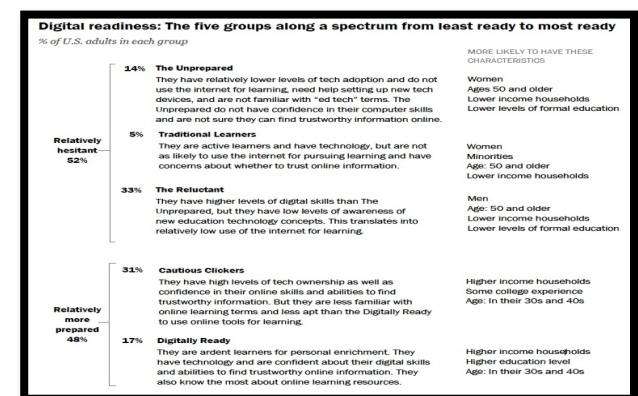 Digital readiness: The five groups along a spectrum from least ready to most ready
% of U.S. adults in each group
MORE LIKELY TO HAVE THESE
CHARACTERISTICS
Relatively
hesitant
52%
14% The Unprepared
They have relatively lower levels of tech adoption and do not
use the internet for learning, need help setting up new tech
devices, and are not familiar with “ed tech” terms. The
Unprepared do not have confidence in their computer skills
and are not sure they can find trustworthy information online.
Women
Ages 50 and older
Lower income households
Lower levels of formal education
5% Traditional Learners
They are active learners and have technology, but are not
as likely to use the internet for pursuing learning and have
concerns about whether to trust online information.
Women
Minorities
Age: 50 and older
Lower income households
33% The Reluctant
They have higher levels of digital skills than The
Unprepared, but they have low levels of awareness of
new education technology concepts. This translates into
relatively low use of the internet for learning.
Men
Age: 50 and older
Lower income households
Lower levels of formal education
Relatively
more
prepared
48%
31% Cautious Clickers
They have high levels of tech ownership as well as
confidence in their online skills and abilities to find
trustworthy information. But they are less familiar with
online learning terms and less apt than the Digitally Ready
to use online tools for learning.
Higher income households
Some college experience
Age: In their 30s and 40s
17% Digitally Ready
They are ardent learners for personal enrichment. They
have technology and are confident about their digital skills
and abilities to find trustworthy online information. They
also know the most about online learning resources.
Higher income households
Higher education level
Age: In their 30s and 40s